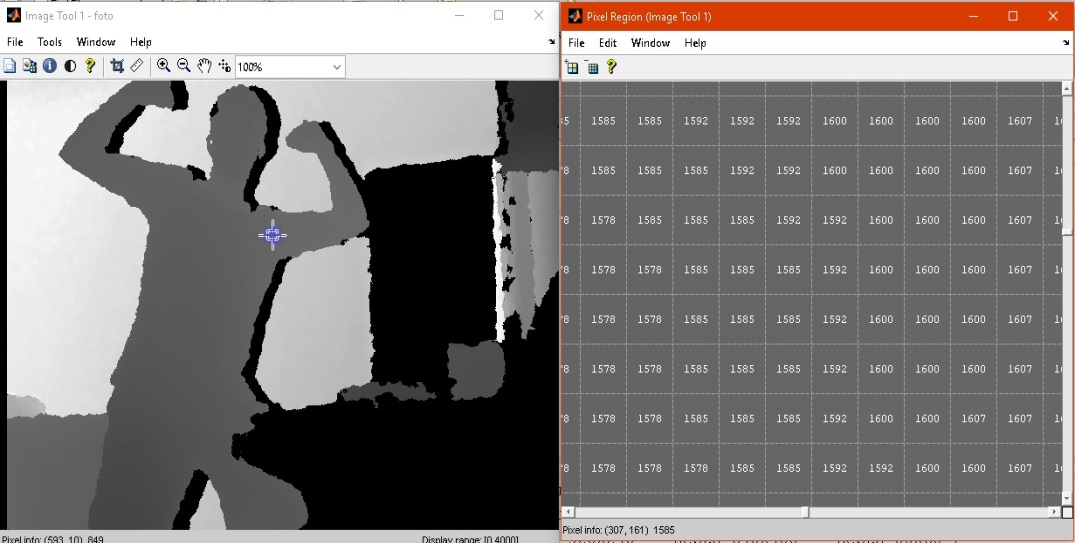 Image Tool 1 - foto
File Tools Window Help
100%
Pixel info: (593, 10) 849
Display range: [0 4000]
Pixel Region (Image Tool 1)
File Edit Window Help
1585 1585 1592 1592 1592 1600 1600 1600 1600 1607
1585 1585 1585 1592 1592 1600 1600 1600 1600 1607
1578 1585 1585 1585 1592 1592 1600 1600 1600 1607
1578 1578 1585 1585 1585 1592 1600 1600 1600 1607
1578 1578 1585 1585 1585 1592 1600 1600 1600 1607
1578 1578 1585 1585 1585 1592 1600 1600 1600 1607
1578 1578 1585 1585 1585 1592 1600 1600 1607 1607
1578 1578 1578 1585 1585 1592 1592 1600 1600 1607
Pixel info: (307, 161) 1585